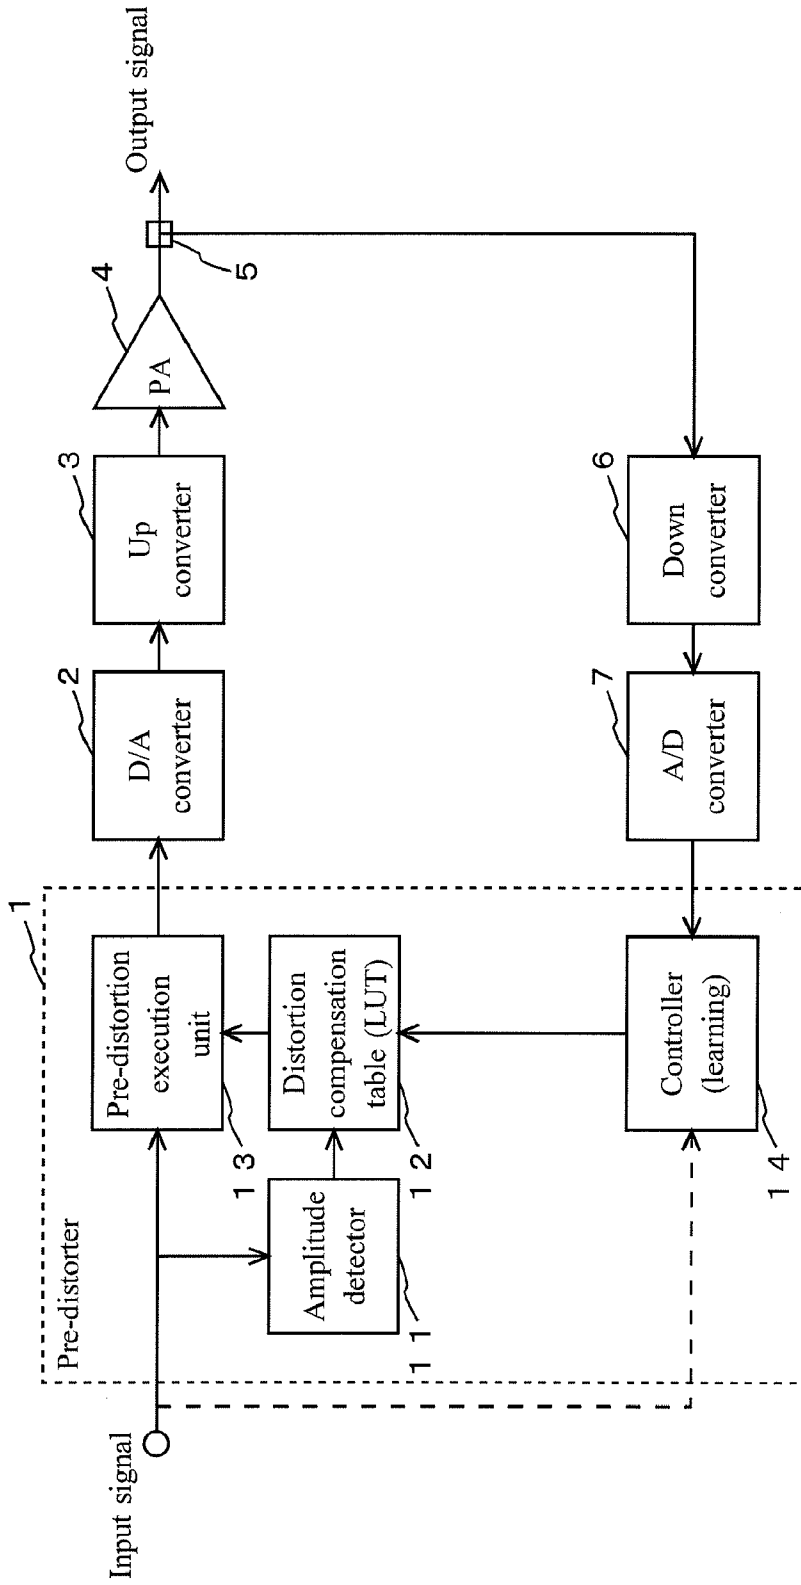 Input signal
Pre-distorter
1
Pre-distortion
execution
unit
1 3
Amplitude
detector
1 1
Distortion
compensation
table (LUT)
1 2
Controller
(learning)
1 4
D/A
converter
2
Up
converter
3
PA
4
5
Output signal
Down
converter
6
A/D
converter
7